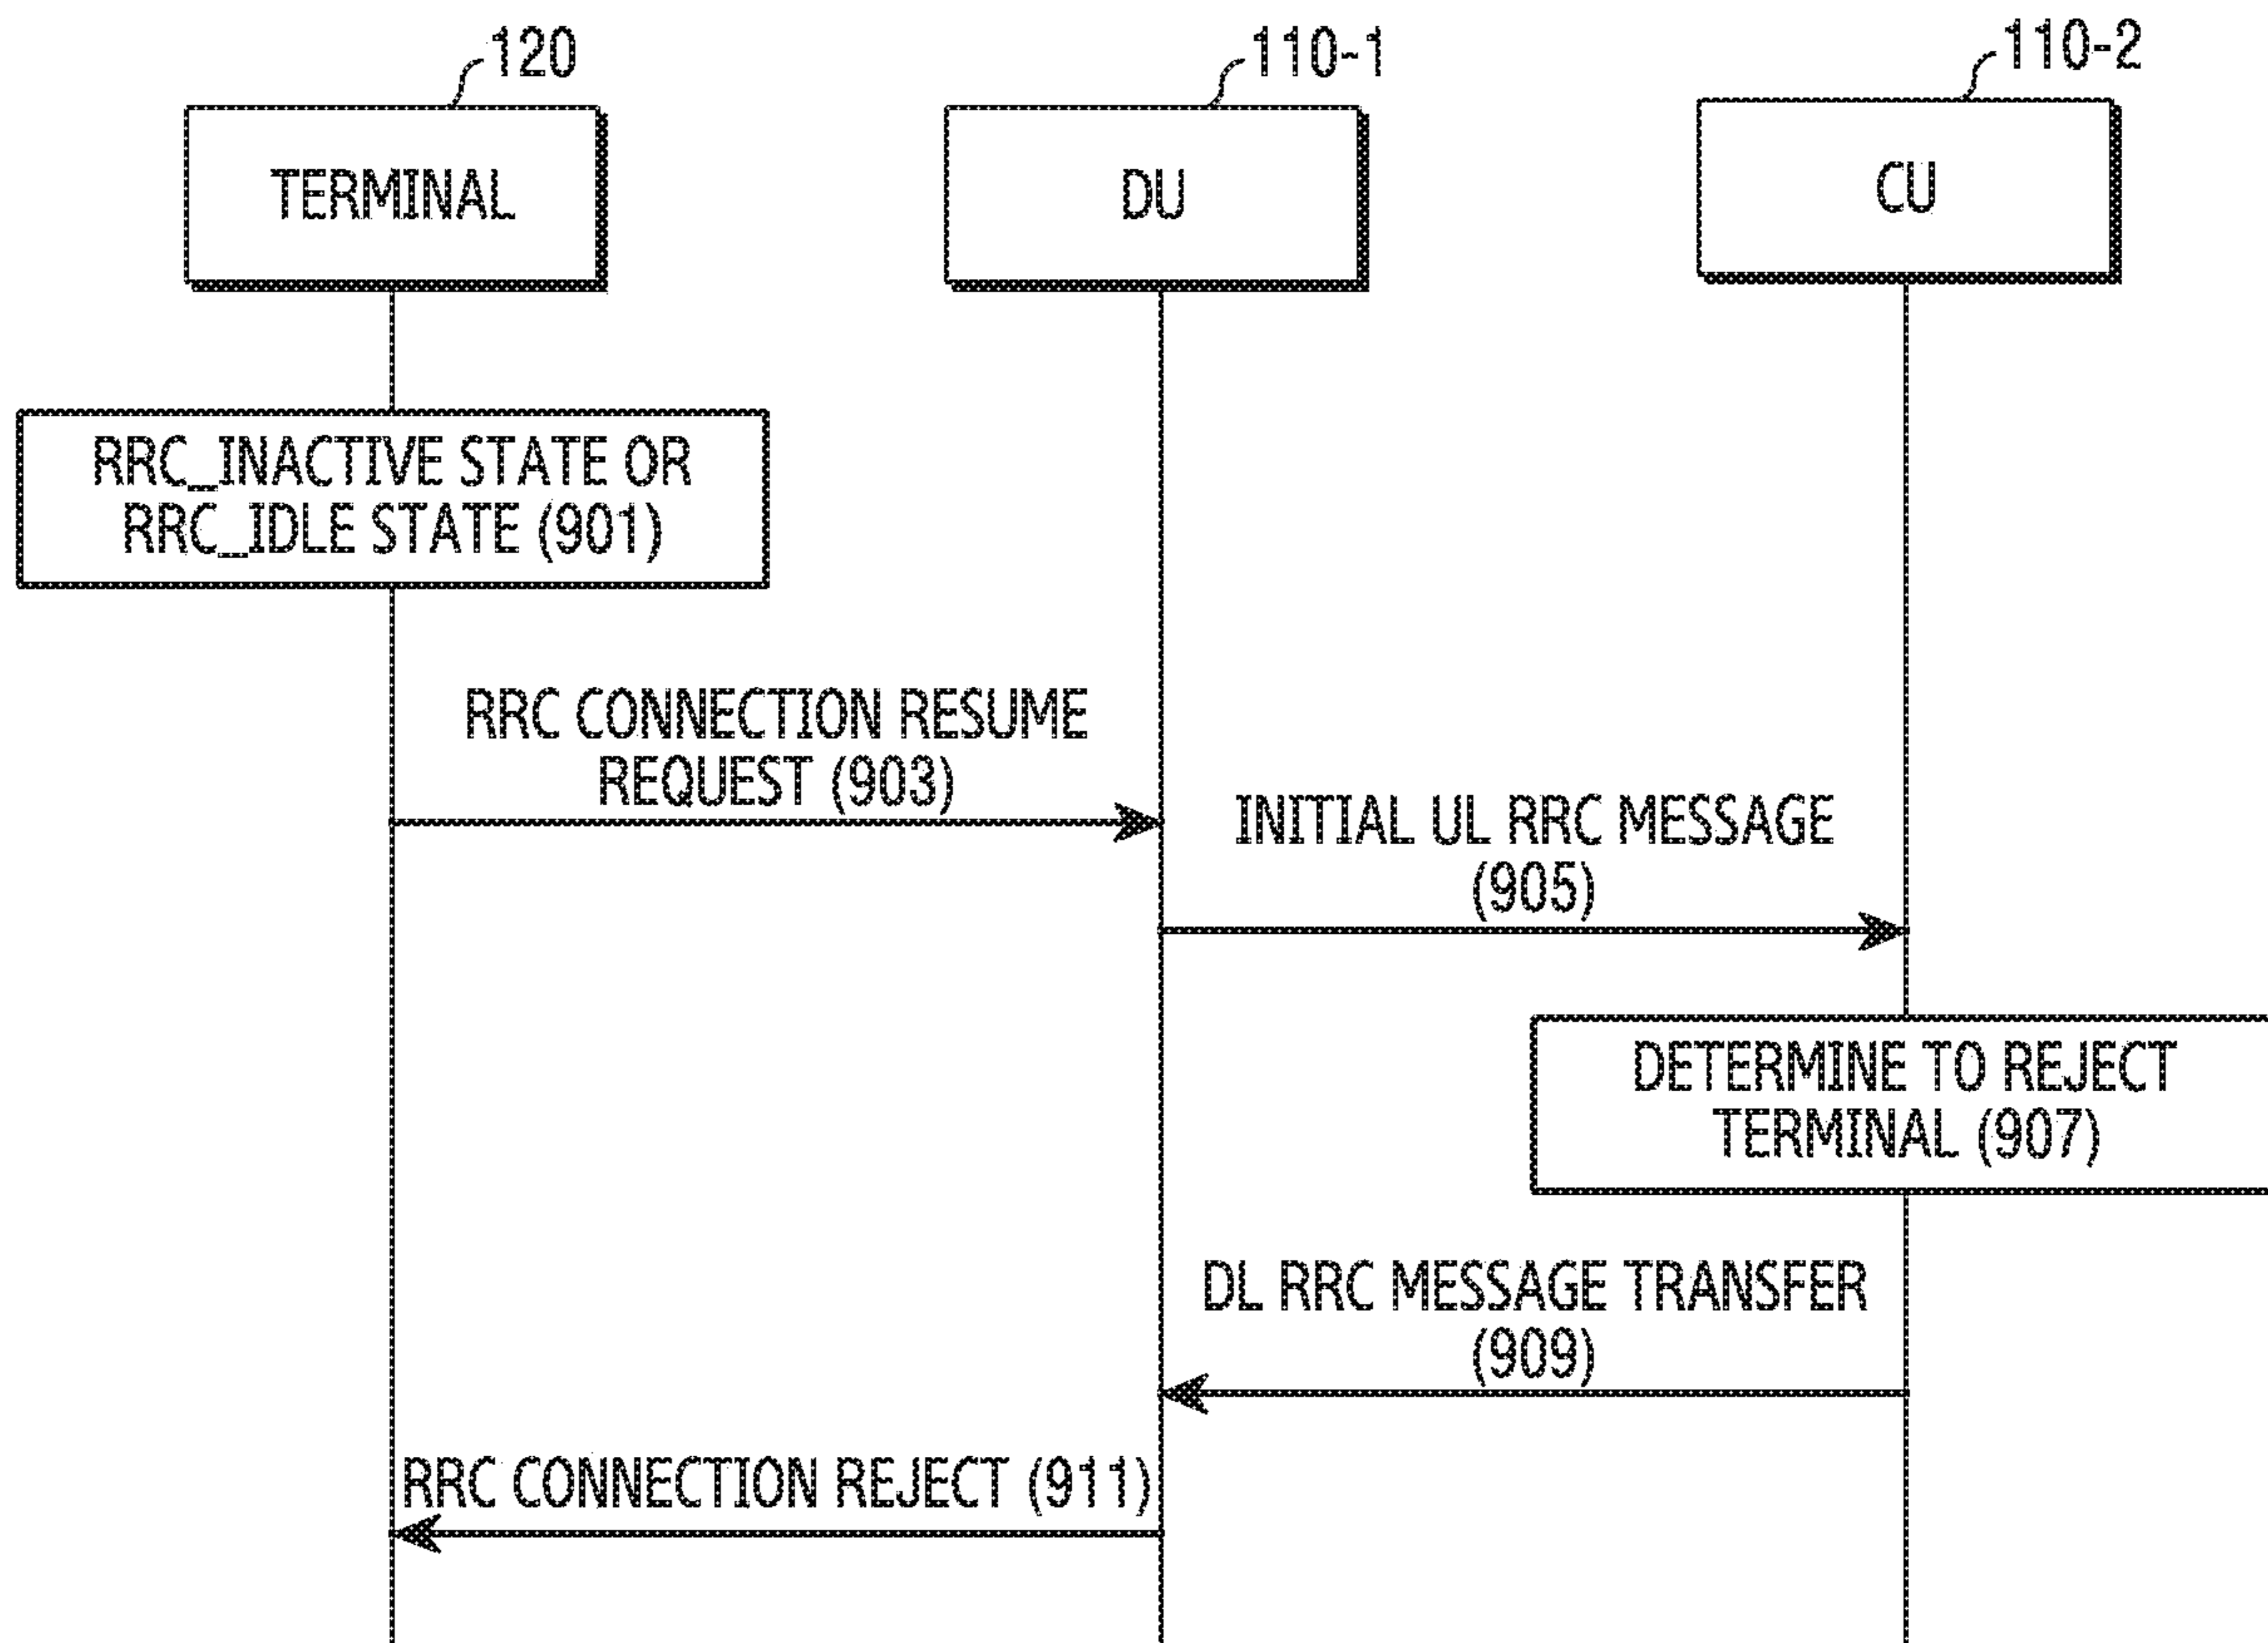 120
110-1
110-2
TERMINAL
DU
CU
RRC_INACTIVE STATE OR
RRC_IDLE STATE (901)
RRC CONNECTION RESUME
REQUEST (903)
INITIAL UL RRC MESSAGE
(905)
DETERMINE TO REJECT
TERMINAL (907)
DL RRC MESSAGE TRANSFER
(909)
RRC CONNECTION REJECT (911)